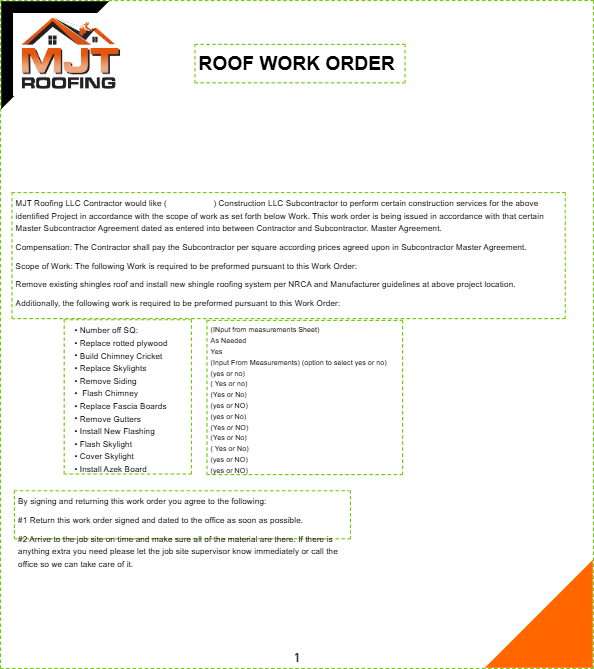 MJT
ROOFING
ROOF WORK ORDER
MJT Roofing LLC Contractor would like ( ) Construction LLC Subcontractor to perform certain construction services for the above
identified Project in accordance with the scope of work as set forth below Work. This work order is being issued in accordance with that certain
Master Subcontractor Agreement dated as entered into between Contractor and Subcontractor. Master Agreement.
Compensation: The Contractor shall pay the Subcontractor per square according prices agreed upon in Subcontractor Master Agreement.
Scope of Work: The following Work is required to be preformed pursuant to this Work Order:
Remove existing shingles roof and install new shingle roofing system per NRCA and Manufacturer guidelines at above project location.
Additionally, the following work is required to be preformed pursuant to this Work Order:
• Number off SQ:
• Replace rotted plywood
• Build Chimney Cricket
• Replace Skylights
• Remove Siding
• Flash Chimney
• Replace Fascia Boards
• Remove Gutters
• Install New Flashing
• Flash Skylight
• Cover Skylight
• Install Azek Board
(INput from measurements Sheet)
As Needed
Yes
(Input From Measurements) (option to select yes or no)
(yes or no)
( Yes or no)
(Yes or No)
(yes or NO)
(yes or No)
(Yes or NO)
(Yes or No)
( Yes or No)
(yes or NO)
(yes or NO)
By signing and returning this work order you agree to the following:
#1 Return this work order signed and dated to the office as soon as possible.
#2 Arrive to the job site on time and make sure all of the material are there. If there is
anything extra you need please let the job site supervisor know immediately or call the
office so we can take care of it.
1